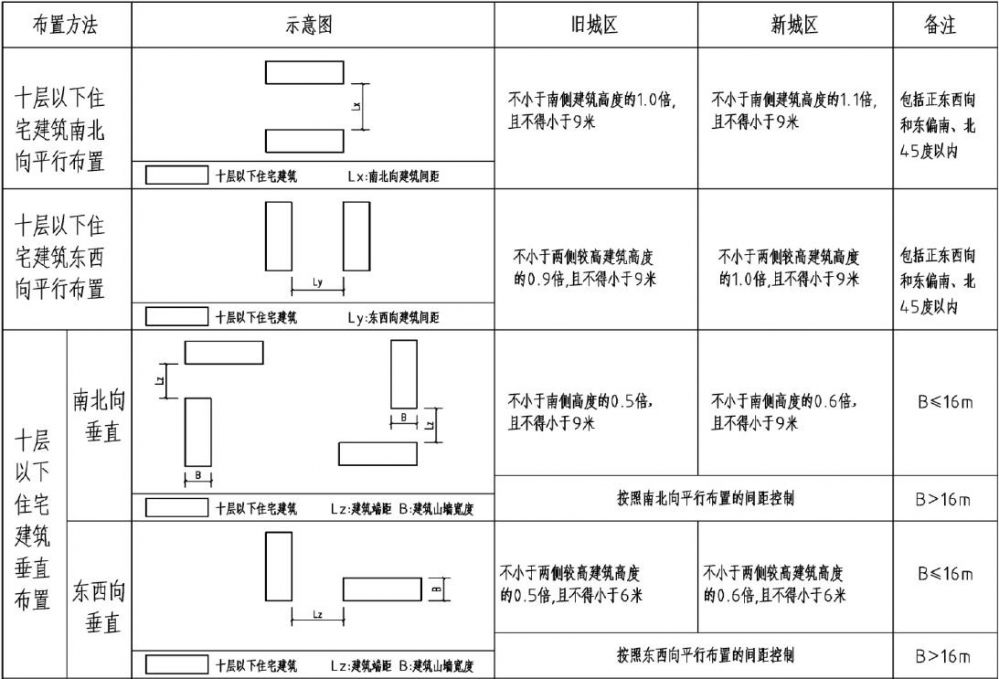 布置方法
示意图
旧城区
新城区
备注
十层以下住
宅建筑南北
向平行布置
Lx
十层以下住宅建筑
Lx:南北向建筑间距
不小于南侧建筑高度的1.0倍,
且不得小于9米
不小于南侧建筑高度的1.1倍,
且不得小于9米
包括正东西向
和东偏南、北
45度以内
十层以下住
宅建筑东西
向平行布置
Ly
十层以下住宅建筑
Ly:东西向建筑间距
不小于两侧较高建筑高度
的0.9倍,且不得小于9米
不小于两侧较高建筑高度
的1.0倍,且不得小于9米
包括正东西向
和东偏南、北
45度以内
十层
以下
住宅
建筑
垂直
布置
南北向
垂直
Lz
B
B
Lz
十层以下住宅建筑
Lz:建筑端距 B:建筑山墙宽度
不小于南侧高度的0.5倍,
且不得小于9米
不小于南侧高度的0.6倍,
且不得小于9米
B≤16m
按照南北向平行布置的间距控制
B>16m
东西向
垂直
Lz
B
十层以下住宅建筑
Lz:建筑端距 B:建筑山墙宽度
不小于两侧较高建筑高度
的0.5倍,且不得小于6米
不小于两侧较高建筑高度
的0.6倍,且不得小于6米
B≤16m
按照东西向平行布置的间距控制
B>16m